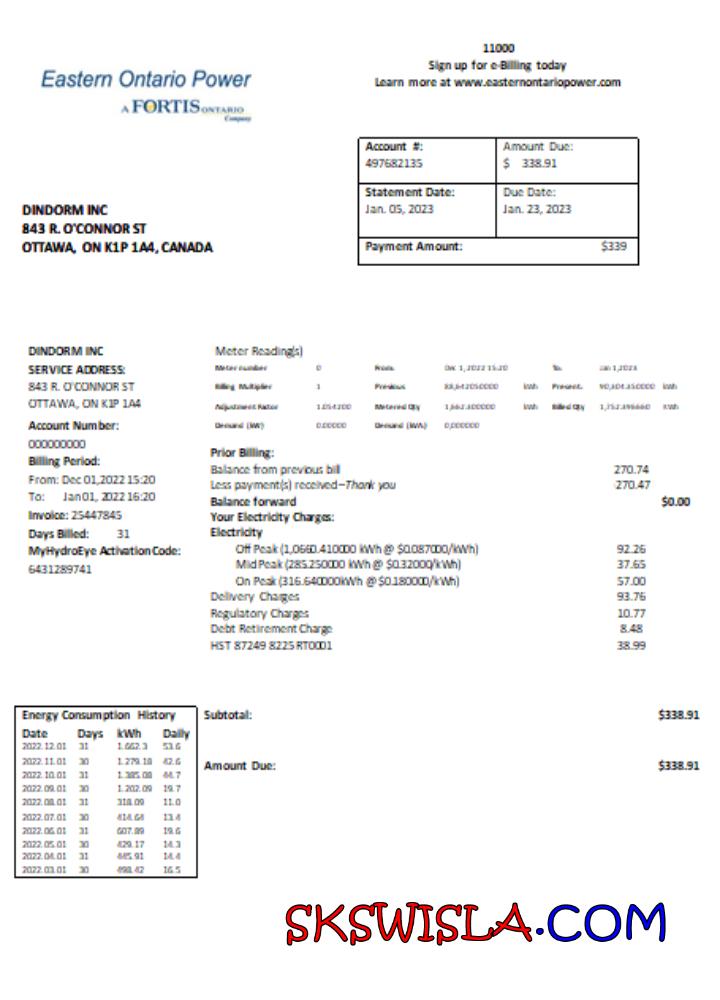 11000
Sign up for e-Billing today
Learn more at www.easternontariopower.com
Eastern Ontario Power
A FORTIS ONTARIO
Company
Account #: Amount Due:
497682135 $ 338.91
Statement Date: Due Date:
Jan. 05, 2023 Jan. 23, 2023
Payment Amount: $339
DINDORM INC
843 R. O'CONNOR ST
OTTAWA, ON K1P 1A4, CANADA
DINDORM INC
SERVICE ADDRESS:
843 R. O'CONNOR ST
OTTAWA, ON K1P 1A4
Account Number:
000000000
Billing Period:
From: Dec 01,2022 15:20
To: Jan 01, 2022 16:20
Invoice: 25447845
Days Billed: 31
MyHydroEye Activation Code:
6431289741
Meter Reading(s)
Meter number 0 From: Dec 1, 2022 15:20 To: Jan 1,2023
Billing Multiplier 1 Previous 88,642050000 kWh Present. 90,304.350000 kWh
Adjustment Factor 1.054200 Metered Qty 1,662.300000 kWh Billed Qty 1,752.396660 kWh
Demand (kW) 0.00000 Demand (kVA) 0,000000
Prior Billing:
Balance from previous bill 270.74
Less payment(s) received–Thank you 270.47
Balance forward $0.00
Your Electricity Charges:
Electricity
Off Peak (1,0660.410000 kWh @ $0.087000/kWh) 92.26
Mid Peak (285.250000 kWh @ $0.32000/kWh) 37.65
On Peak (316.640000kWh @ $0.180000/kWh) 57.00
Delivery Charges 93.76
Regulatory Charges 10.77
Debt Retirement Charge 8.48
HST 87249 8225 RT0001 38.99
Energy Consumption History
Date Days kWh Daily
2022.12.01 31 1.662.3 53.6
2022.11.01 30 1.279.18 42.6
2022.10.01 31 1.385.08 44.7
2022.09.01 30 1.202.09 19.7
2022.08.01 31 318.09 11.0
2022.07.01 30 414.64 13.4
2022.06.01 31 607.89 19.6
2022.05.01 30 429.17 14.3
2022.04.01 31 445.91 14.4
2022.03.01 30 498.42 16.5
Subtotal: $338.91
Amount Due: $338.91
SKSWISLA.COM